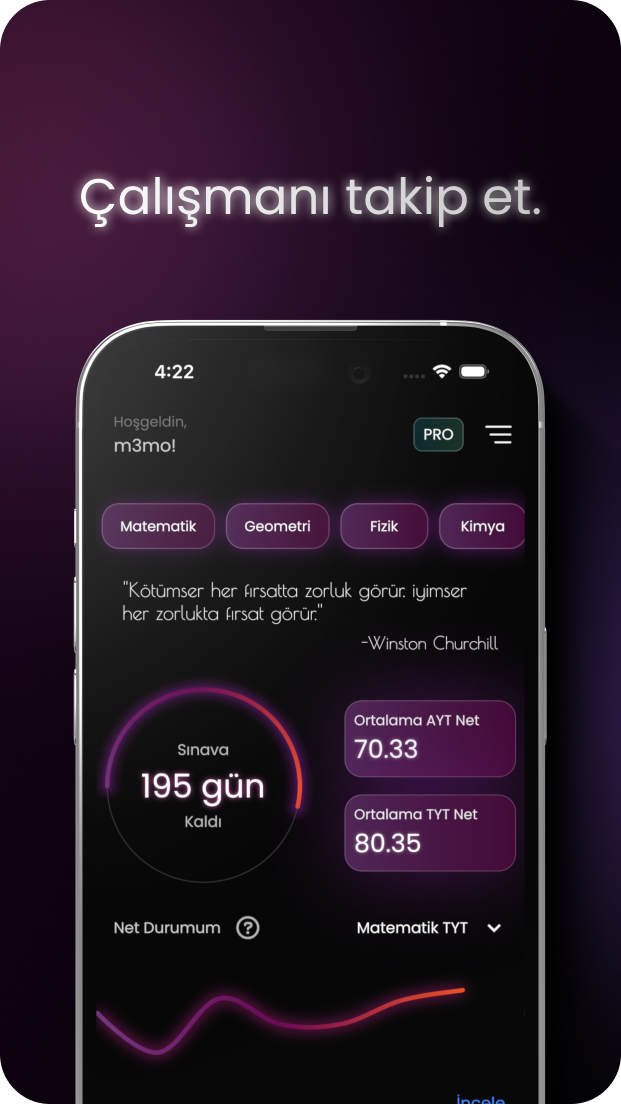 Çalışmanı takip et.
4:22
Hoşgeldin,
m3mo!
PRO
Matematik
Geometri
Fizik
Kimya
"Kötümser her fırsatta zorluk görür. iyimser
her zorlukta fırsat görür."
-Winston Churchill
Sınava
195 gün
Kaldı
Ortalama AYT Net
70.33
Ortalama TYT Net
80.35
Net Durumum
?
Matematik TYT
İncele